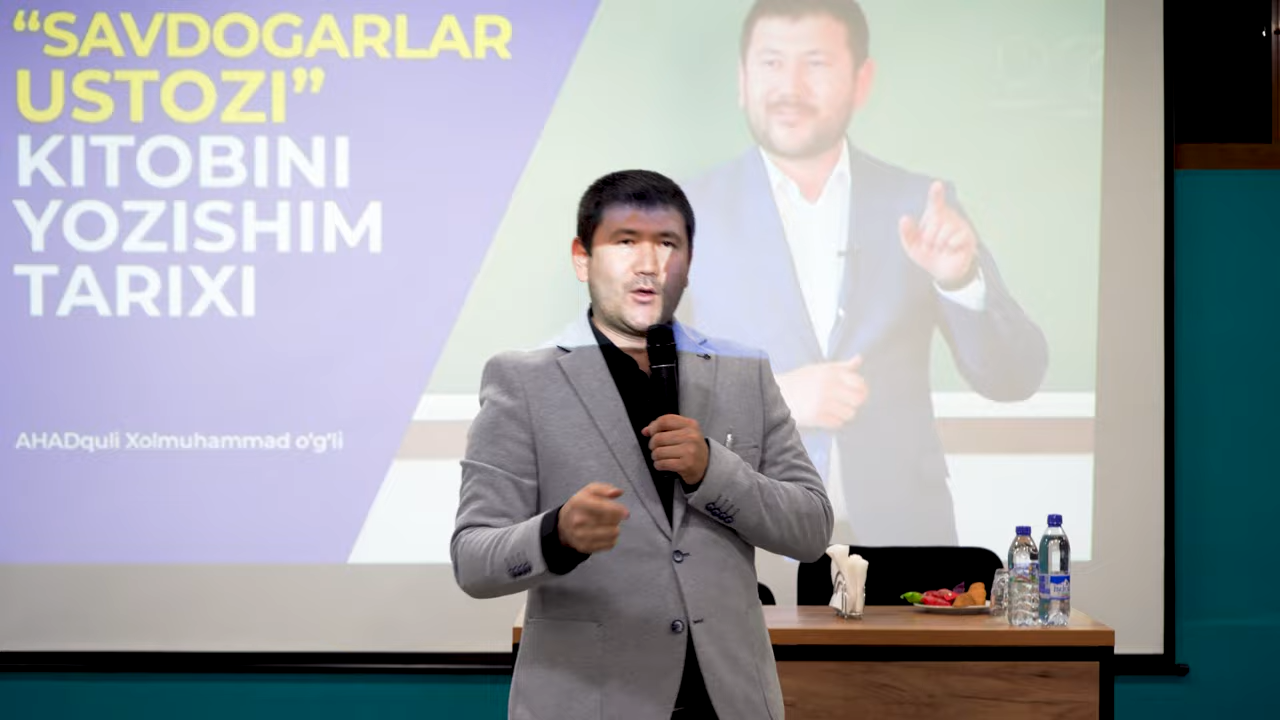 “SAVDOGARLAR
USTOZI”
KITOBINI
YOZISHIM
TARIXI
AHADquli Xolmuhammad o‘g‘li